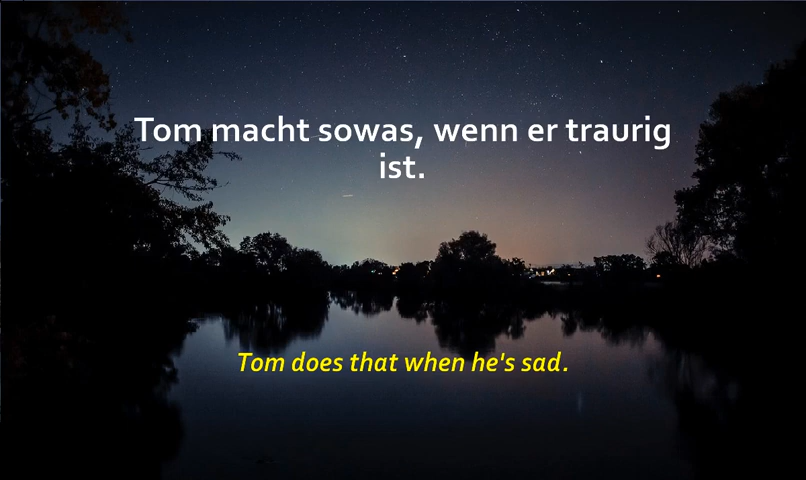 Tom macht sowas, wenn er traurig
ist.
Tom does that when he's sad.